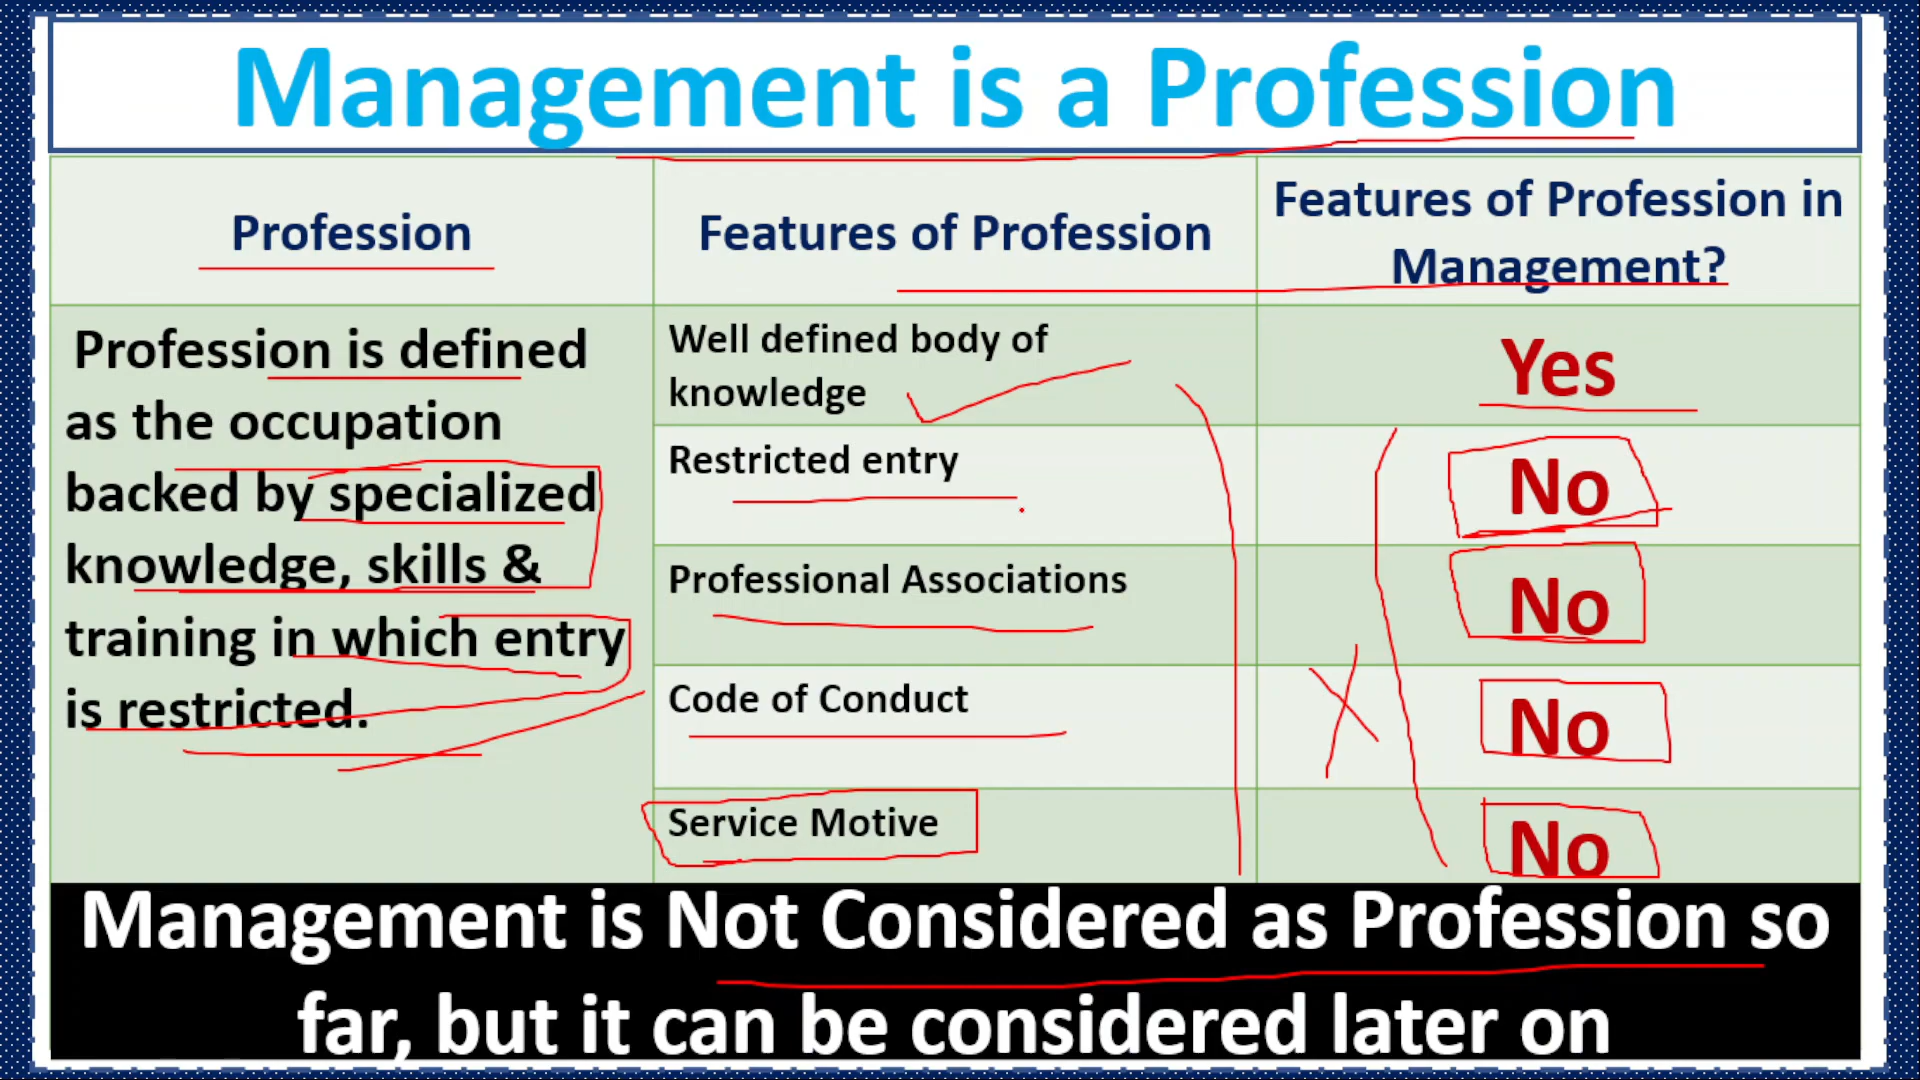 Management is a Profession
Profession
Features of Profession
Features of Profession in
Management?
Profession is defined
as the occupation
backed by specialized
knowledge, skills &
training in which entry
is restricted.
Well defined body of
knowledge
Yes
Restricted entry
No
Professional Associations
No
Code of Conduct
No
Service Motive
No
Management is Not Considered as Profession so
far, but it can be considered later on